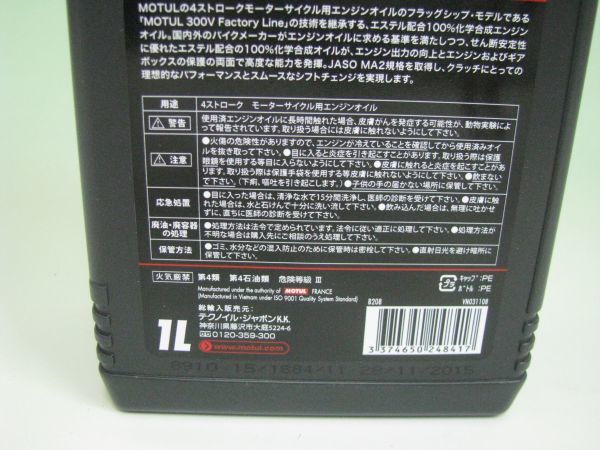 MOTULの4ストロークモーターサイクル用エンジンオイルのフラッグシップ・モデルである
「MOTUL 300V Factory Line」の技術を継承する、エステル配合100%化学合成エンジン
オイル。国内外のバイクメーカーがエンジンオイルに求める基準を満たしつつ、せん断安定性
に優れたエステル配合の100%化学合成オイルが、エンジン出力の向上とエンジンおよびギア
ボックスの保護の両面で高度な能力を発揮。JASO MA2規格を取得し、クラッチにとっての
理想的なパフォーマンスとスムースなシフトチェンジを実現します。
用途 4ストローク モーターサイクル用エンジンオイル
警告 使用済エンジンオイルに長時間触れた場合、皮膚がんを発症する可能性が、動物実験によ
って報告されています。取り扱う場合には皮膚に触れないようにして下さい。
注意 ●火傷の危険性がありますので、エンジンが冷えていることを確認してから使用済みオイ
ルを抜き取って下さい。●目に入ると炎症を引き起こすことがあります。取り扱う際は保護
眼鏡を使用する等目に入らないようにして下さい。●皮膚に触れると炎症を起こすことがあり
ます。取り扱う際は保護手袋を使用する等皮膚に触れないようにして下さい。●飲まない
で下さい。(下痢、嘔吐を引き起こします。)●子供の手の届かない場所に保管して下さい。
応急処置 ●目に入った場合は、清浄な水で15分間洗浄し、医師の診断を受けて下さい。●皮膚に触
れた場合は、水と石けんで十分に洗い流して下さい。●飲み込んだ場合は、無理に吐かせ
ずに、直ちに医師の診断を受けて下さい。
廃油・廃容器
の処理 ●処理方法は法令で定められています。法令に従い適正に処理して下さい。●処理方法が
不明な場合は購入先にご相談のうえ処理して下さい。
保管方法 ●ゴミ、水分などの混入防止のために保管時は密栓して下さい。●直射日光を避け暗所に
保管して下さい。
火気厳禁 第4類 第4石油類 危険等級 Ⅲ
Manufactured under the authority of MOTUL FRANCE
(Manufactured in Vietnam under ISO 9001 Quality System Standard)
キャップ:PE
プラ
ボトル:PE
総輸入販売元:
テクノイル・ジャポンK.K.
神奈川県藤沢市大庭5224-6
0120-359-300
www.motul.com
1L
8208
VN031108
3 374650 248417
8910 15/1884/11 28/11/2015